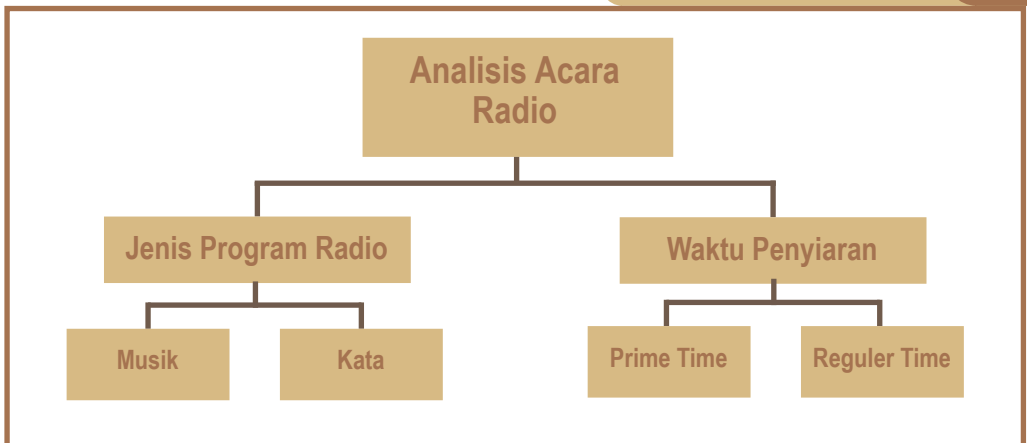 Analisis Acara
Radio
Jenis Program Radio
Waktu Penyiaran
Musik
Kata
Prime Time
Reguler Time